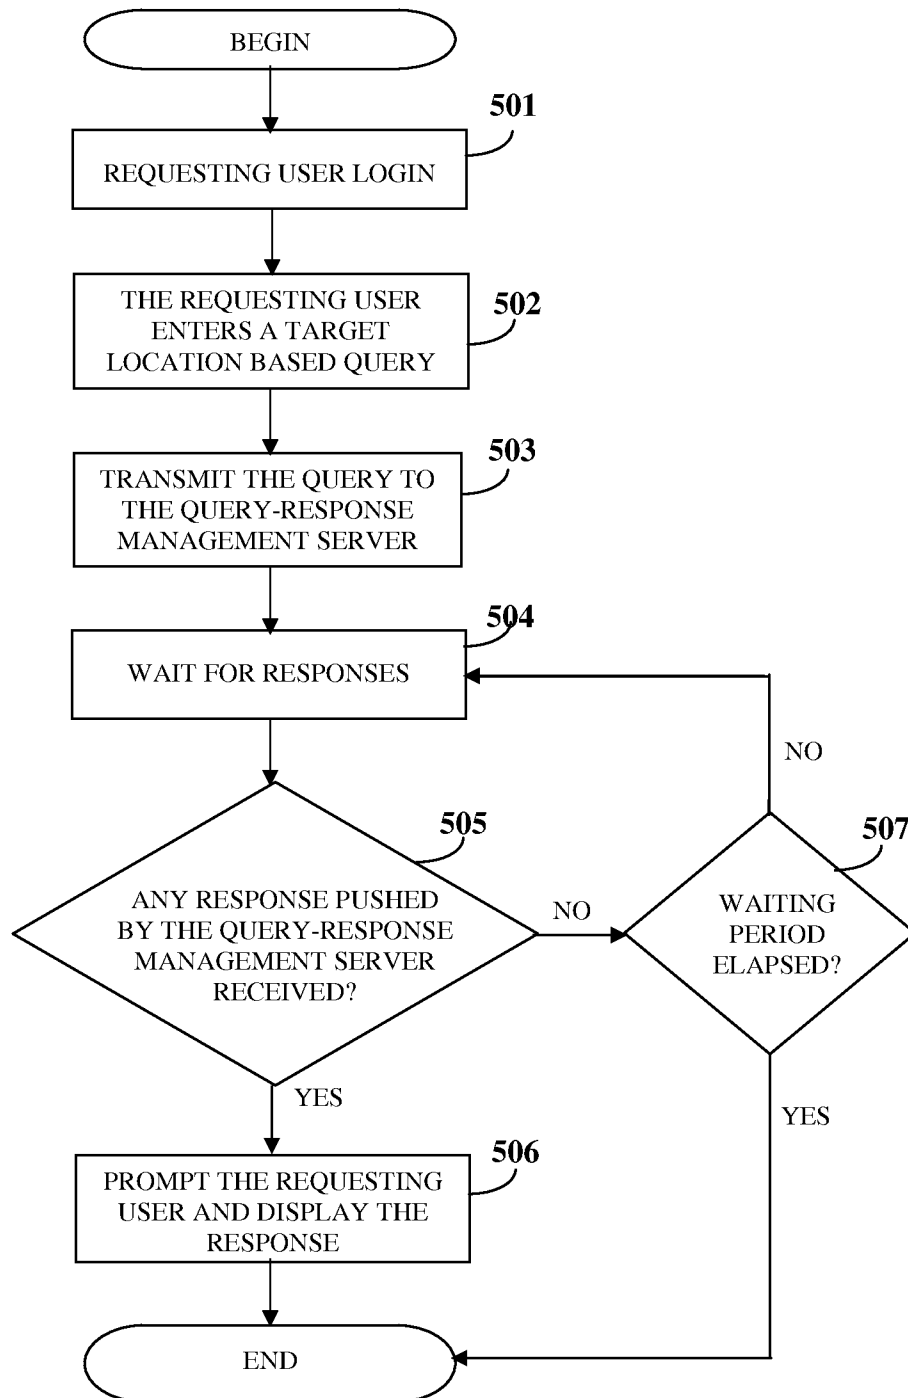 BEGIN
501
REQUESTING USER LOGIN
THE REQUESTING USER
ENTERS A TARGET
LOCATION BASED QUERY
502
503
TRANSMIT THE QUERY TO
THE QUERY-RESPONSE
MANAGEMENT SERVER
504
WAIT FOR RESPONSES
NO
505
507
ANY RESPONSE PUSHED
BY THE QUERY-RESPONSE
MANAGEMENT SERVER
RECEIVED?
NO
WAITING
PERIOD
ELAPSED?
YES
YES
506
PROMPT THE REQUESTING
USER AND DISPLAY THE
RESPONSE
END